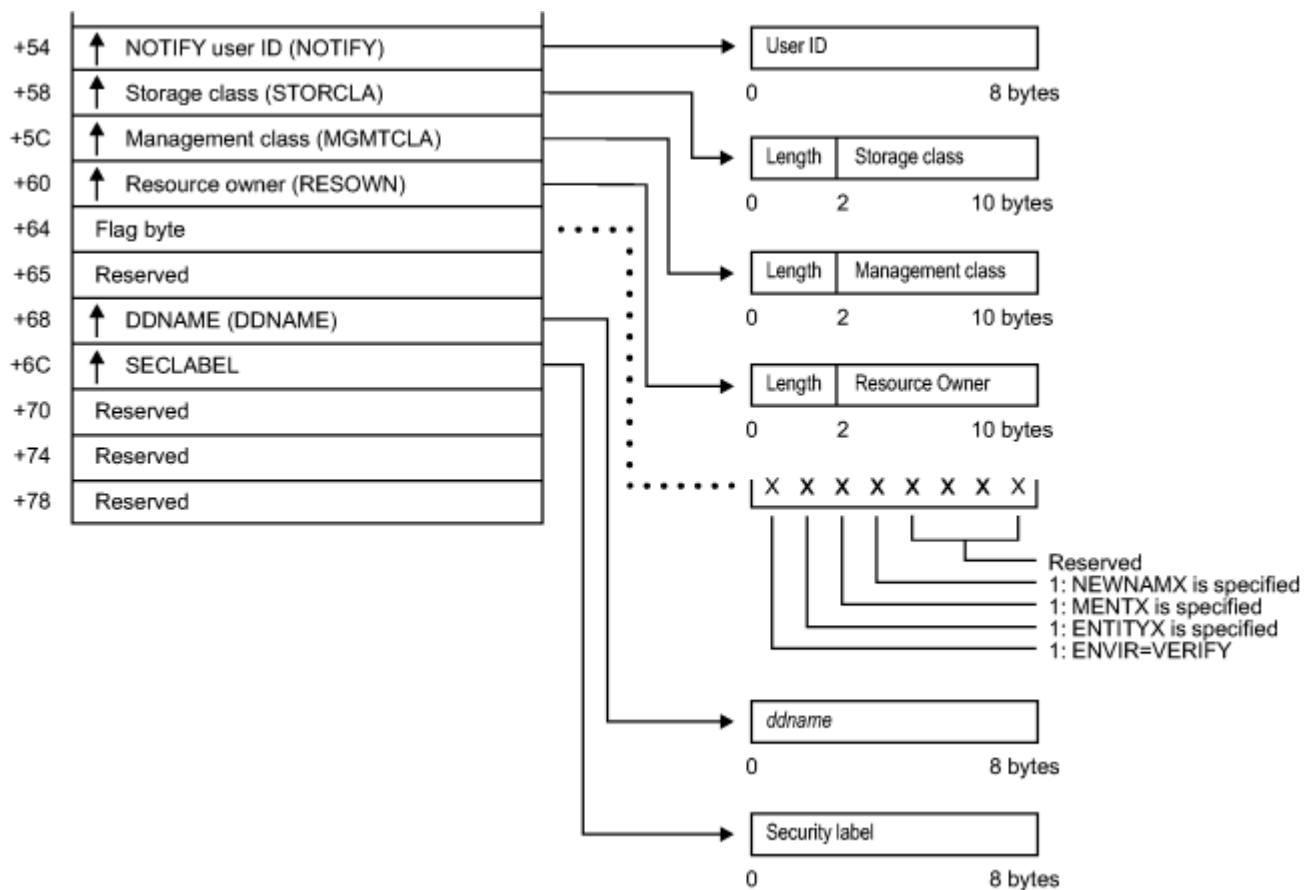 +54 ↑ NOTIFY user ID (NOTIFY)
+58 ↑ Storage class (STORCLA)
+5C ↑ Management class (MGMTCLA)
+60 ↑ Resource owner (RESOWN)
+64 Flag byte
+65 Reserved
+68 ↑ DDNAME (DDNAME)
+6C ↑ SECLABEL
+70 Reserved
+74 Reserved
+78 Reserved
User ID
0 8 bytes
Length Storage class
0 2 10 bytes
Length Management class
0 2 10 bytes
Length Resource Owner
0 2 10 bytes
X X X X X X X X
Reserved
1: NEWNAMX is specified
1: MENTX is specified
1: ENTITYX is specified
1: ENVIR=VERIFY
ddname
0 8 bytes
Security label
0 8 bytes